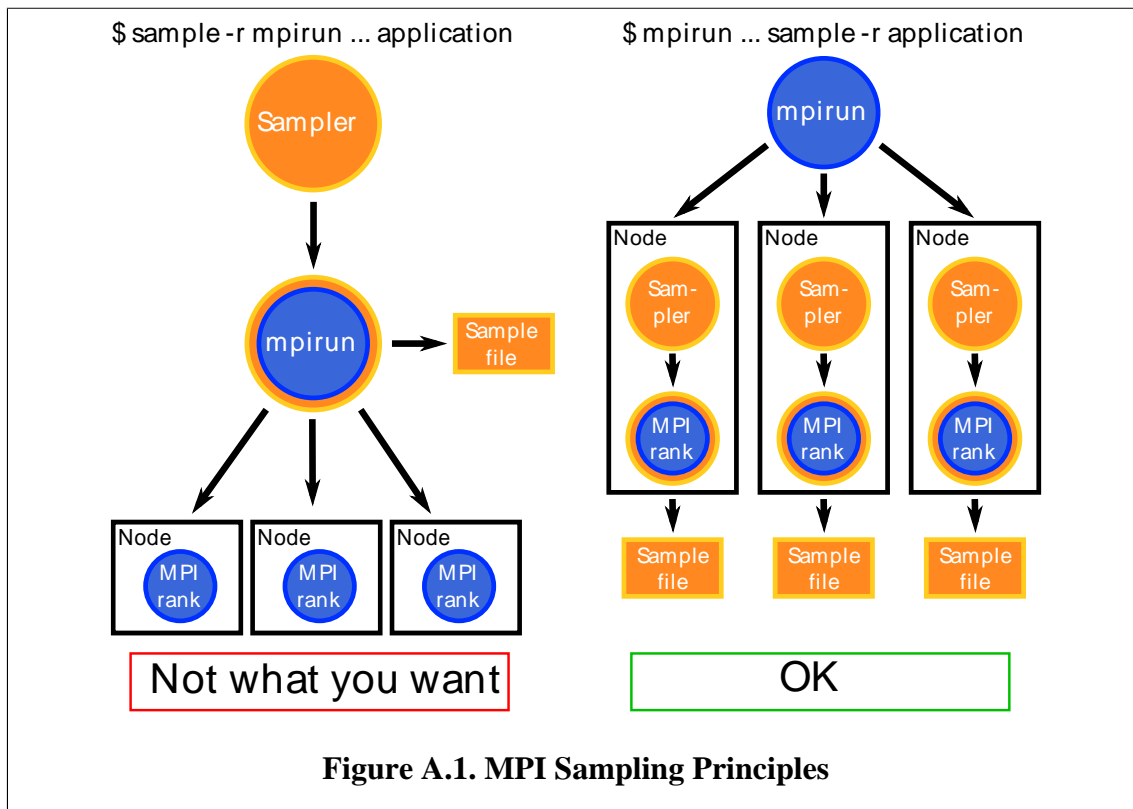 $ sample -r mpirun ... application
Sampler
mpirun
Sample
file
Node
MPI
rank
Node
MPI
rank
Node
MPI
rank
Not what you want
$ mpirun ... sample -r application
mpirun
Node
Sam-
pler
MPI
rank
Sample
file
Node
Sam-
pler
MPI
rank
Sample
file
Node
Sam-
pler
MPI
rank
Sample
file
OK
Figure A.1. MPI Sampling Principles